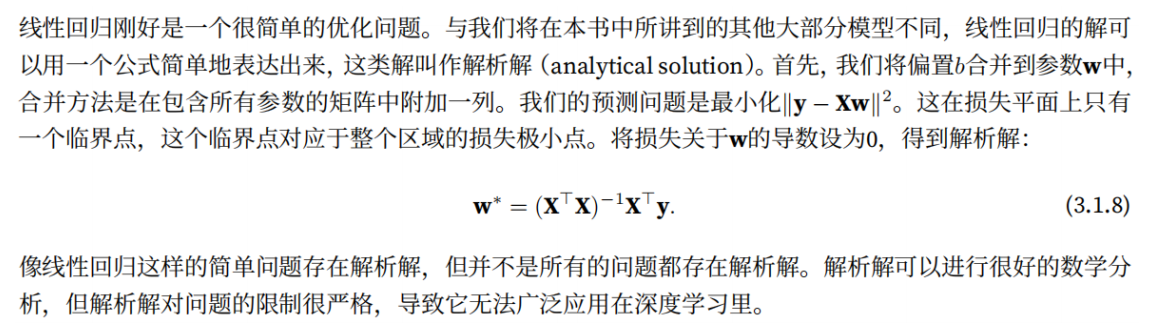 线性回归刚好是一个很简单的优化问题。与我们将在本书中所讲到的其他大部分模型不同，线性回归的解可
以用一个公式简单地表达出来，这类解叫作解析解（analytical solution）。首先，我们将偏置b合并到参数w中，
合并方法是在包含所有参数的矩阵中附加一列。我们的预测问题是最小化‖y − Xw‖²。这在损失平面上只有
一个临界点，这个临界点对应于整个区域的损失极小点。将损失关于w的导数设为0，得到解析解：
w* = (X⊤X)⁻¹X⊤y. (3.1.8)
像线性回归这样的简单问题存在解析解，但并不是所有的问题都存在解析解。解析解可以进行很好的数学分
析，但解析解对问题的限制很严格，导致它无法广泛应用在深度学习里。